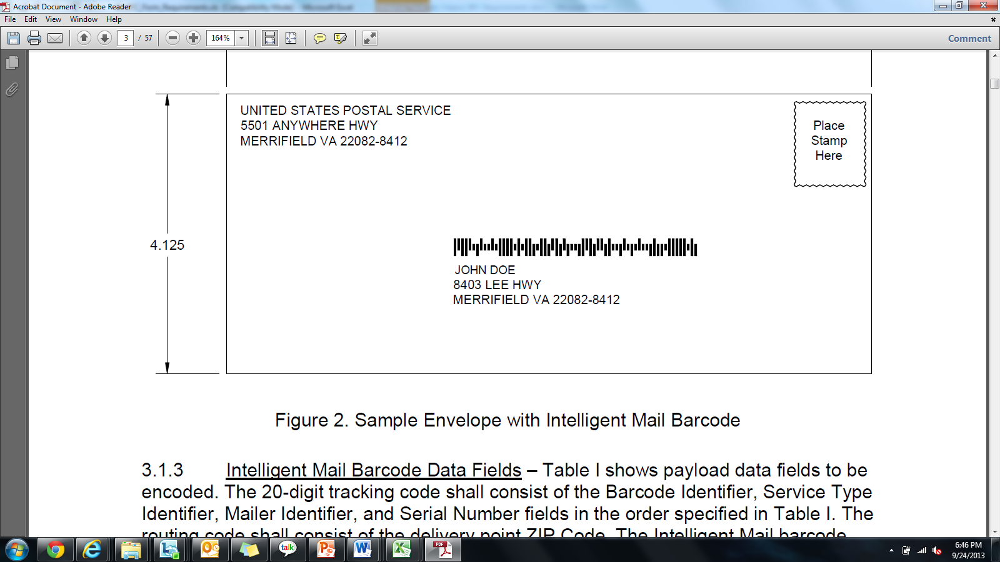 Acrobat Document - Adobe Reader
File Edit View Window Help
3 / 57 164% Comment
UNITED STATES POSTAL SERVICE
5501 ANYWHERE HWY
MERRIFIELD VA 22082-8412
Place
Stamp
Here
4.125
JOHN DOE
8403 LEE HWY
MERRIFIELD VA 22082-8412
Figure 2. Sample Envelope with Intelligent Mail Barcode
3.1.3 Intelligent Mail Barcode Data Fields – Table I shows payload data fields to be
encoded. The 20-digit tracking code shall consist of the Barcode Identifier, Service Type
Identifier, Mailer Identifier, and Serial Number fields in the order specified in Table I. The
routing code shall consist of the delivery point ZIP Code. The Intelligent Mail barcode
talk
PDF
6:46 PM
9/24/2013